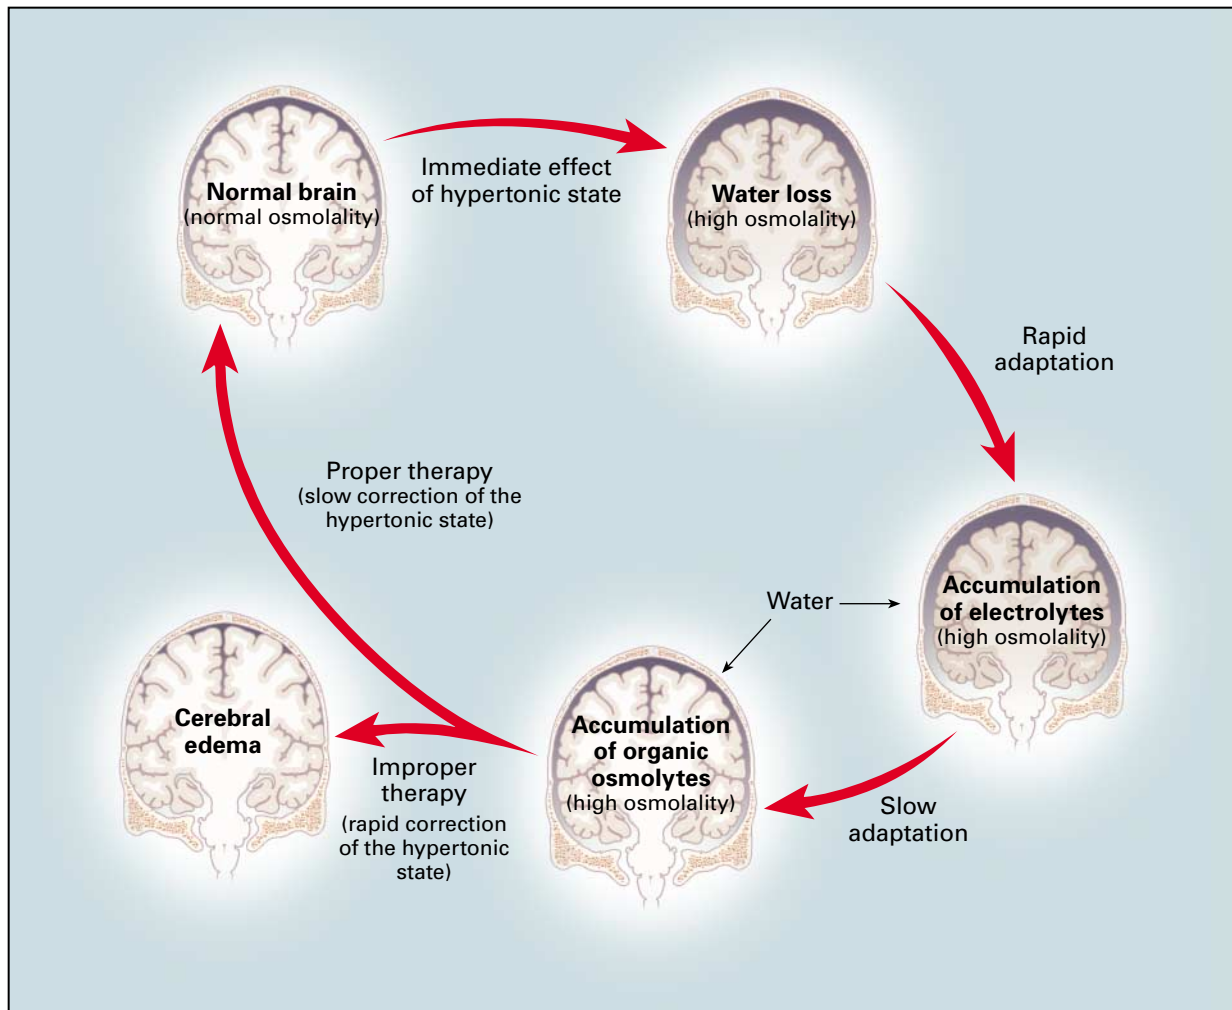 Normal brain
(normal osmolality)
Immediate effect
of hypertonic state
Water loss
(high osmolality)
Rapid
adaptation
Accumulation
of electrolytes
(high osmolality)
Water
Slow
adaptation
Accumulation
of organic
osmolytes
(high osmolality)
Proper therapy
(slow correction of the
hypertonic state)
Improper
therapy
(rapid correction
of the hypertonic
state)
Cerebral
edema